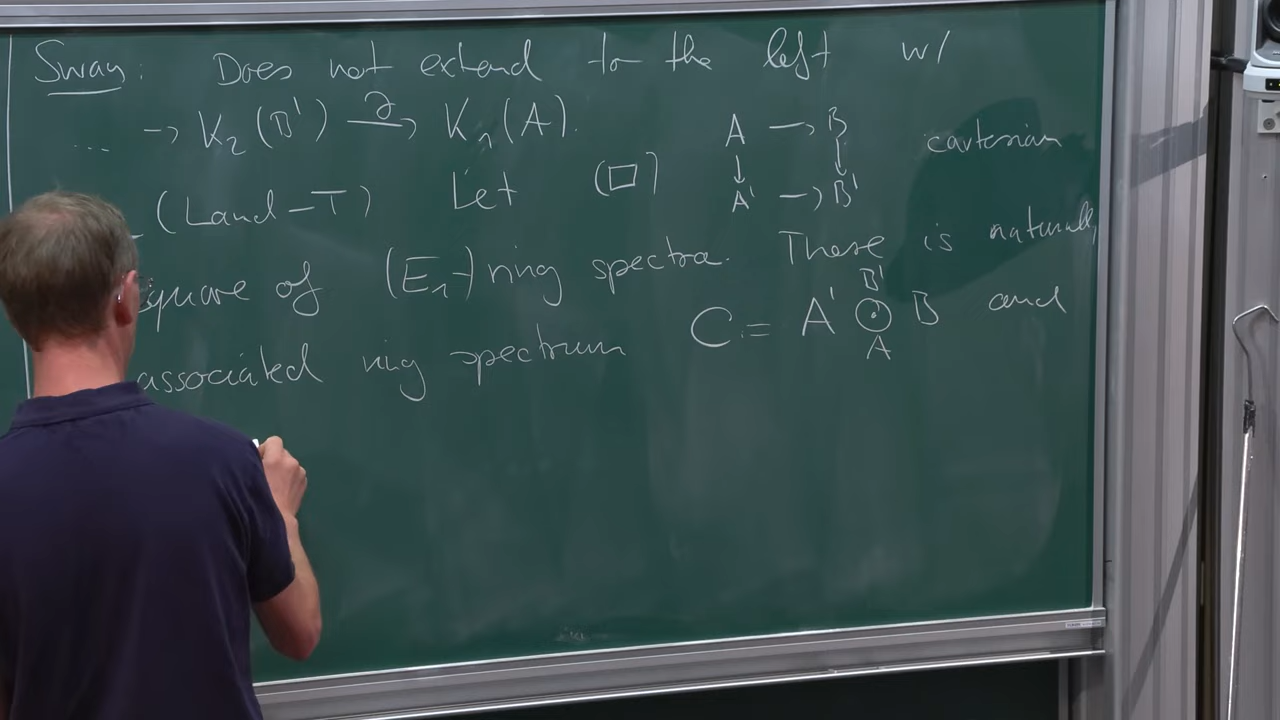 Swan: Does not extend to the left w/
... → K₂(B') →^∂ K₁(A).
A → B cartesian
↓ ↓
(Land–T) Let (□) A' → B'
square of (E₁-)ring spectra. There is naturally
associated ring spectrum C := A' ⊙_A^{B'} B and